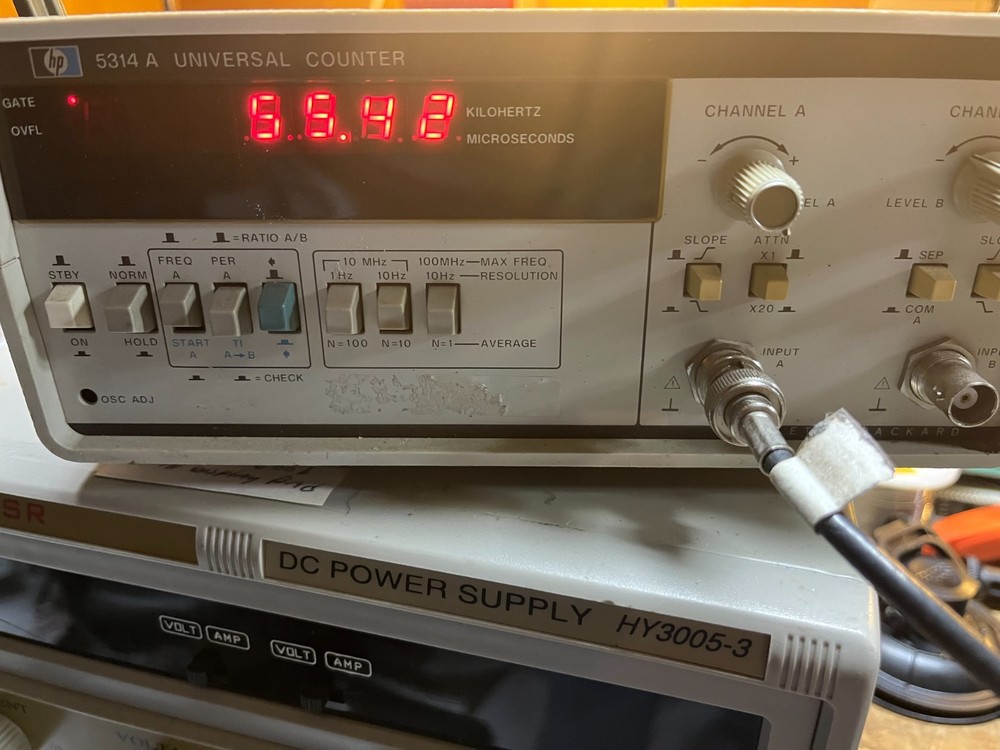 hp 5314 A UNIVERSAL COUNTER
GATE
OVFL
55.42
KILOHERTZ
MICROSECONDS
CHANNEL A
- +
LEVEL B
=RATIO A/B
STBY
NORM
FREQ A
PER A
10 MHz
100MHz
MAX FREQ
1Hz
10Hz
10Hz
RESOLUTION
ON
HOLD
START A
TI A→B
N=100
N=10
N=1
AVERAGE
= CHECK
OSC ADJ
SLOPE
ATTN
X1
X20
SEP
COM A
INPUT A
DC POWER SUPPLY HY3005-3
VOLT AMP VOLT AMP